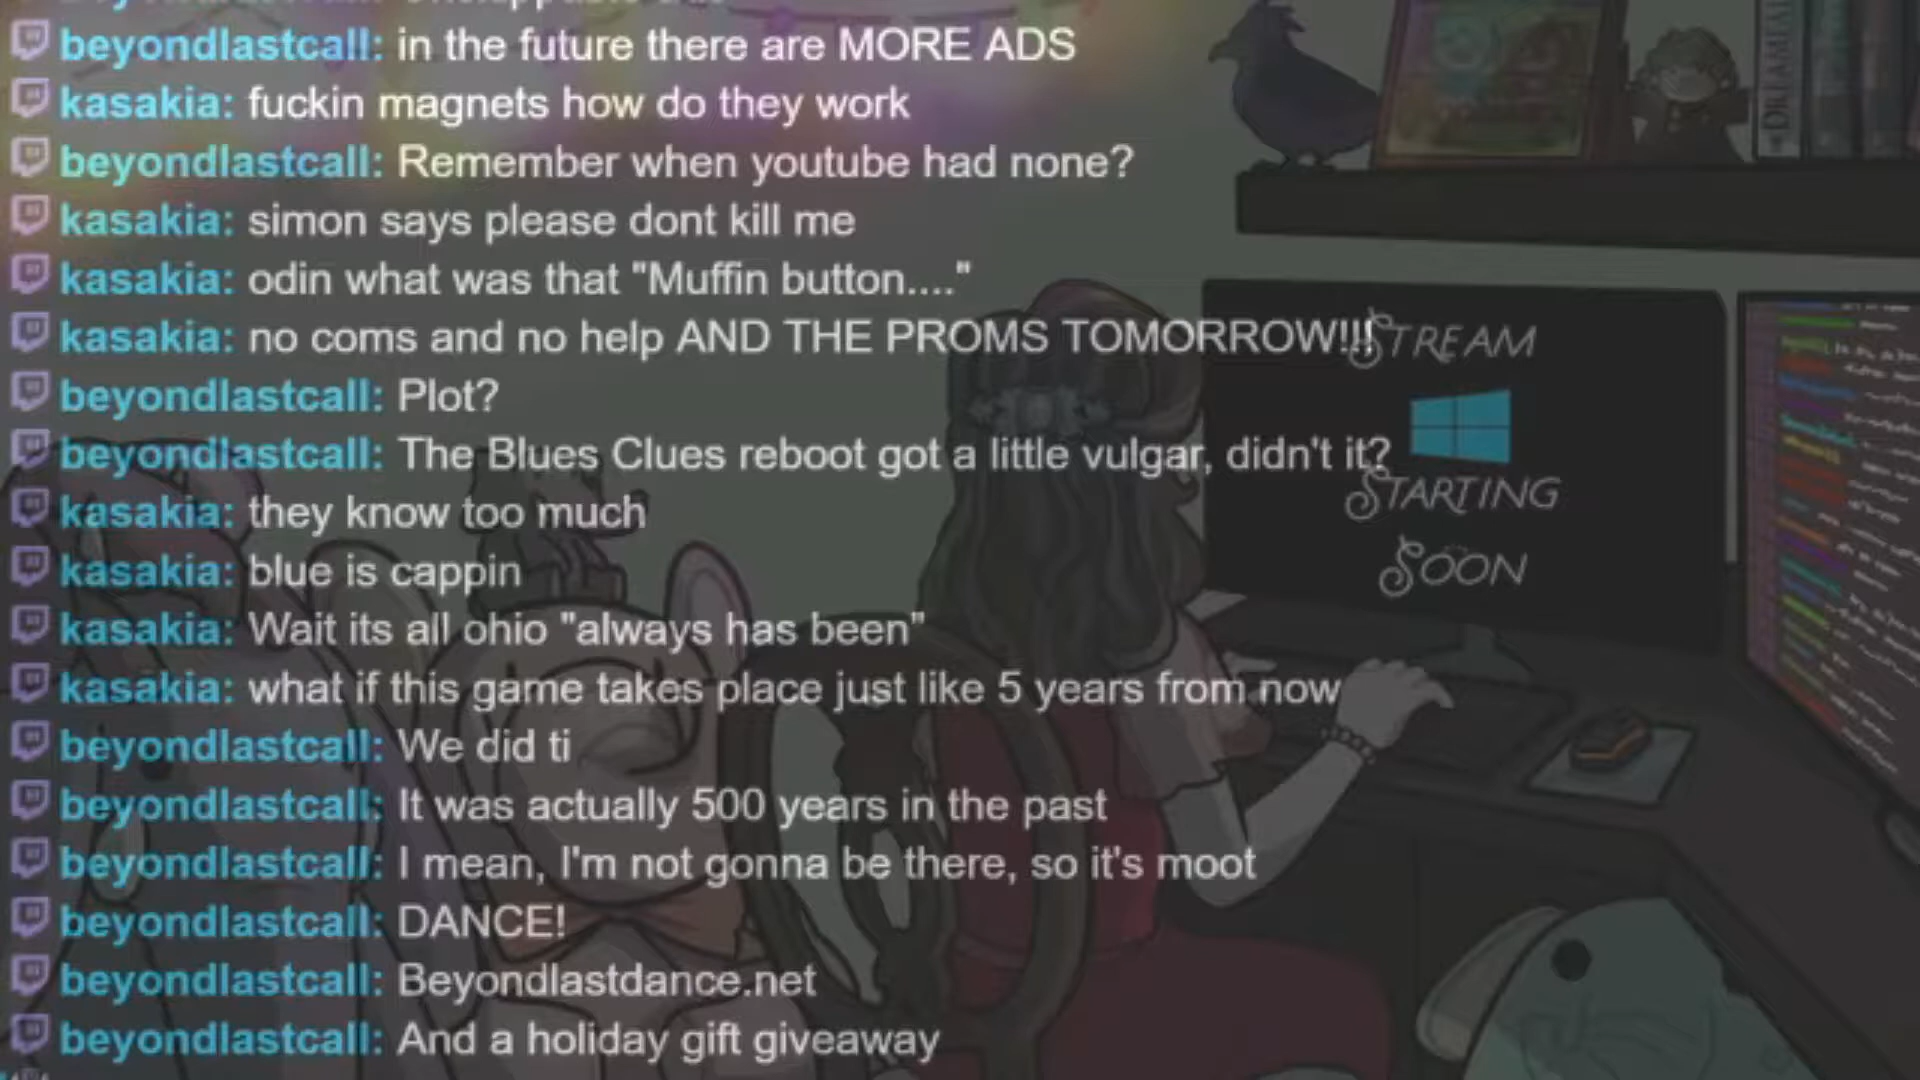 beyondlastcall: in the future there are MORE ADS
kasakia: fuckin magnets how do they work
beyondlastcall: Remember when youtube had none?
kasakia: simon says please dont kill me
kasakia: odin what was that "Muffin button...."
kasakia: no coms and no help AND THE PROMS TOMORROW!!!
beyondlastcall: Plot?
beyondlastcall: The Blues Clues reboot got a little vulgar, didn't it?
kasakia: they know too much
kasakia: blue is cappin
kasakia: Wait its all ohio "always has been"
kasakia: what if this game takes place just like 5 years from now
beyondlastcall: We did ti
beyondlastcall: It was actually 500 years in the past
beyondlastcall: I mean, I'm not gonna be there, so it's moot
beyondlastcall: DANCE!
beyondlastcall: Beyondlastdance.net
beyondlastcall: And a holiday gift giveaway
STREAM
STARTING
SOON